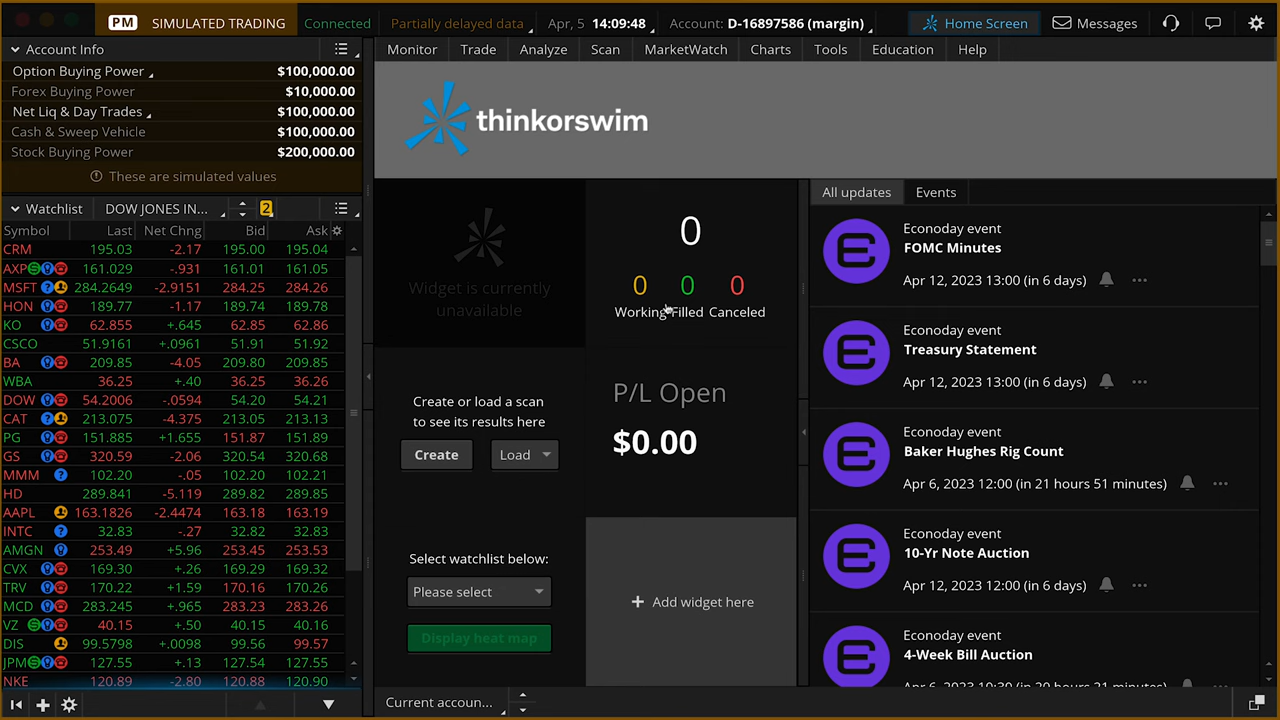 PM SIMULATED TRADING Connected Partially delayed data Apr, 5 14:09:48 Account: D-16897586 (margin) Home Screen Messages
Account Info
Option Buying Power $100,000.00
Forex Buying Power $10,000.00
Net Liq & Day Trades $100,000.00
Cash & Sweep Vehicle $100,000.00
Stock Buying Power $200,000.00
These are simulated values
Watchlist DOW JONES IN... 2
Symbol Last Net Chng Bid Ask
CRM 195.03 -2.17 195.00 195.04
AXP 161.029 -.931 161.01 161.05
MSFT 284.2649 -2.9151 284.25 284.26
HON 189.77 -1.17 189.74 189.78
KO 62.855 +.645 62.85 62.86
CSCO 51.9161 +.0961 51.91 51.92
BA 209.85 -4.05 209.80 209.85
WBA 36.25 +.40 36.25 36.26
DOW 54.2006 -.0594 54.20 54.21
CAT 213.075 -4.375 213.05 213.13
PG 151.885 +1.655 151.87 151.89
GS 320.59 -2.06 320.54 320.68
MMM 102.20 -.05 102.20 102.21
HD 289.841 -5.119 289.82 289.85
AAPL 163.1826 -2.4474 163.18 163.19
INTC 32.83 -.27 32.82 32.83
AMGN 253.49 +5.96 253.45 253.53
CVX 169.30 +.26 169.29 169.32
TRV 170.22 +1.59 170.16 170.26
MCD 283.245 +.965 283.23 283.26
VZ 40.15 +.50 40.15 40.16
DIS 99.5798 +.0098 99.56 99.57
JPM 127.55 +.13 127.54 127.55
NKE 120.89 -2.80 120.88 120.90
Monitor Trade Analyze Scan MarketWatch Charts Tools Education Help
thinkorswim
Widget is currently
unavailable
0
0 0 0
Working Filled Canceled
Create or load a scan
to see its results here
Create Load
P/L Open
$0.00
Select watchlist below:
Please select
Display heat map
+ Add widget here
Current accoun...
All updates Events
Econoday event
FOMC Minutes
Apr 12, 2023 13:00 (in 6 days)
Econoday event
Treasury Statement
Apr 12, 2023 13:00 (in 6 days)
Econoday event
Baker Hughes Rig Count
Apr 6, 2023 12:00 (in 21 hours 51 minutes)
Econoday event
10-Yr Note Auction
Apr 12, 2023 12:00 (in 6 days)
Econoday event
4-Week Bill Auction
Apr 6, 2023 10:30 (in 20 hours 21 minutes)